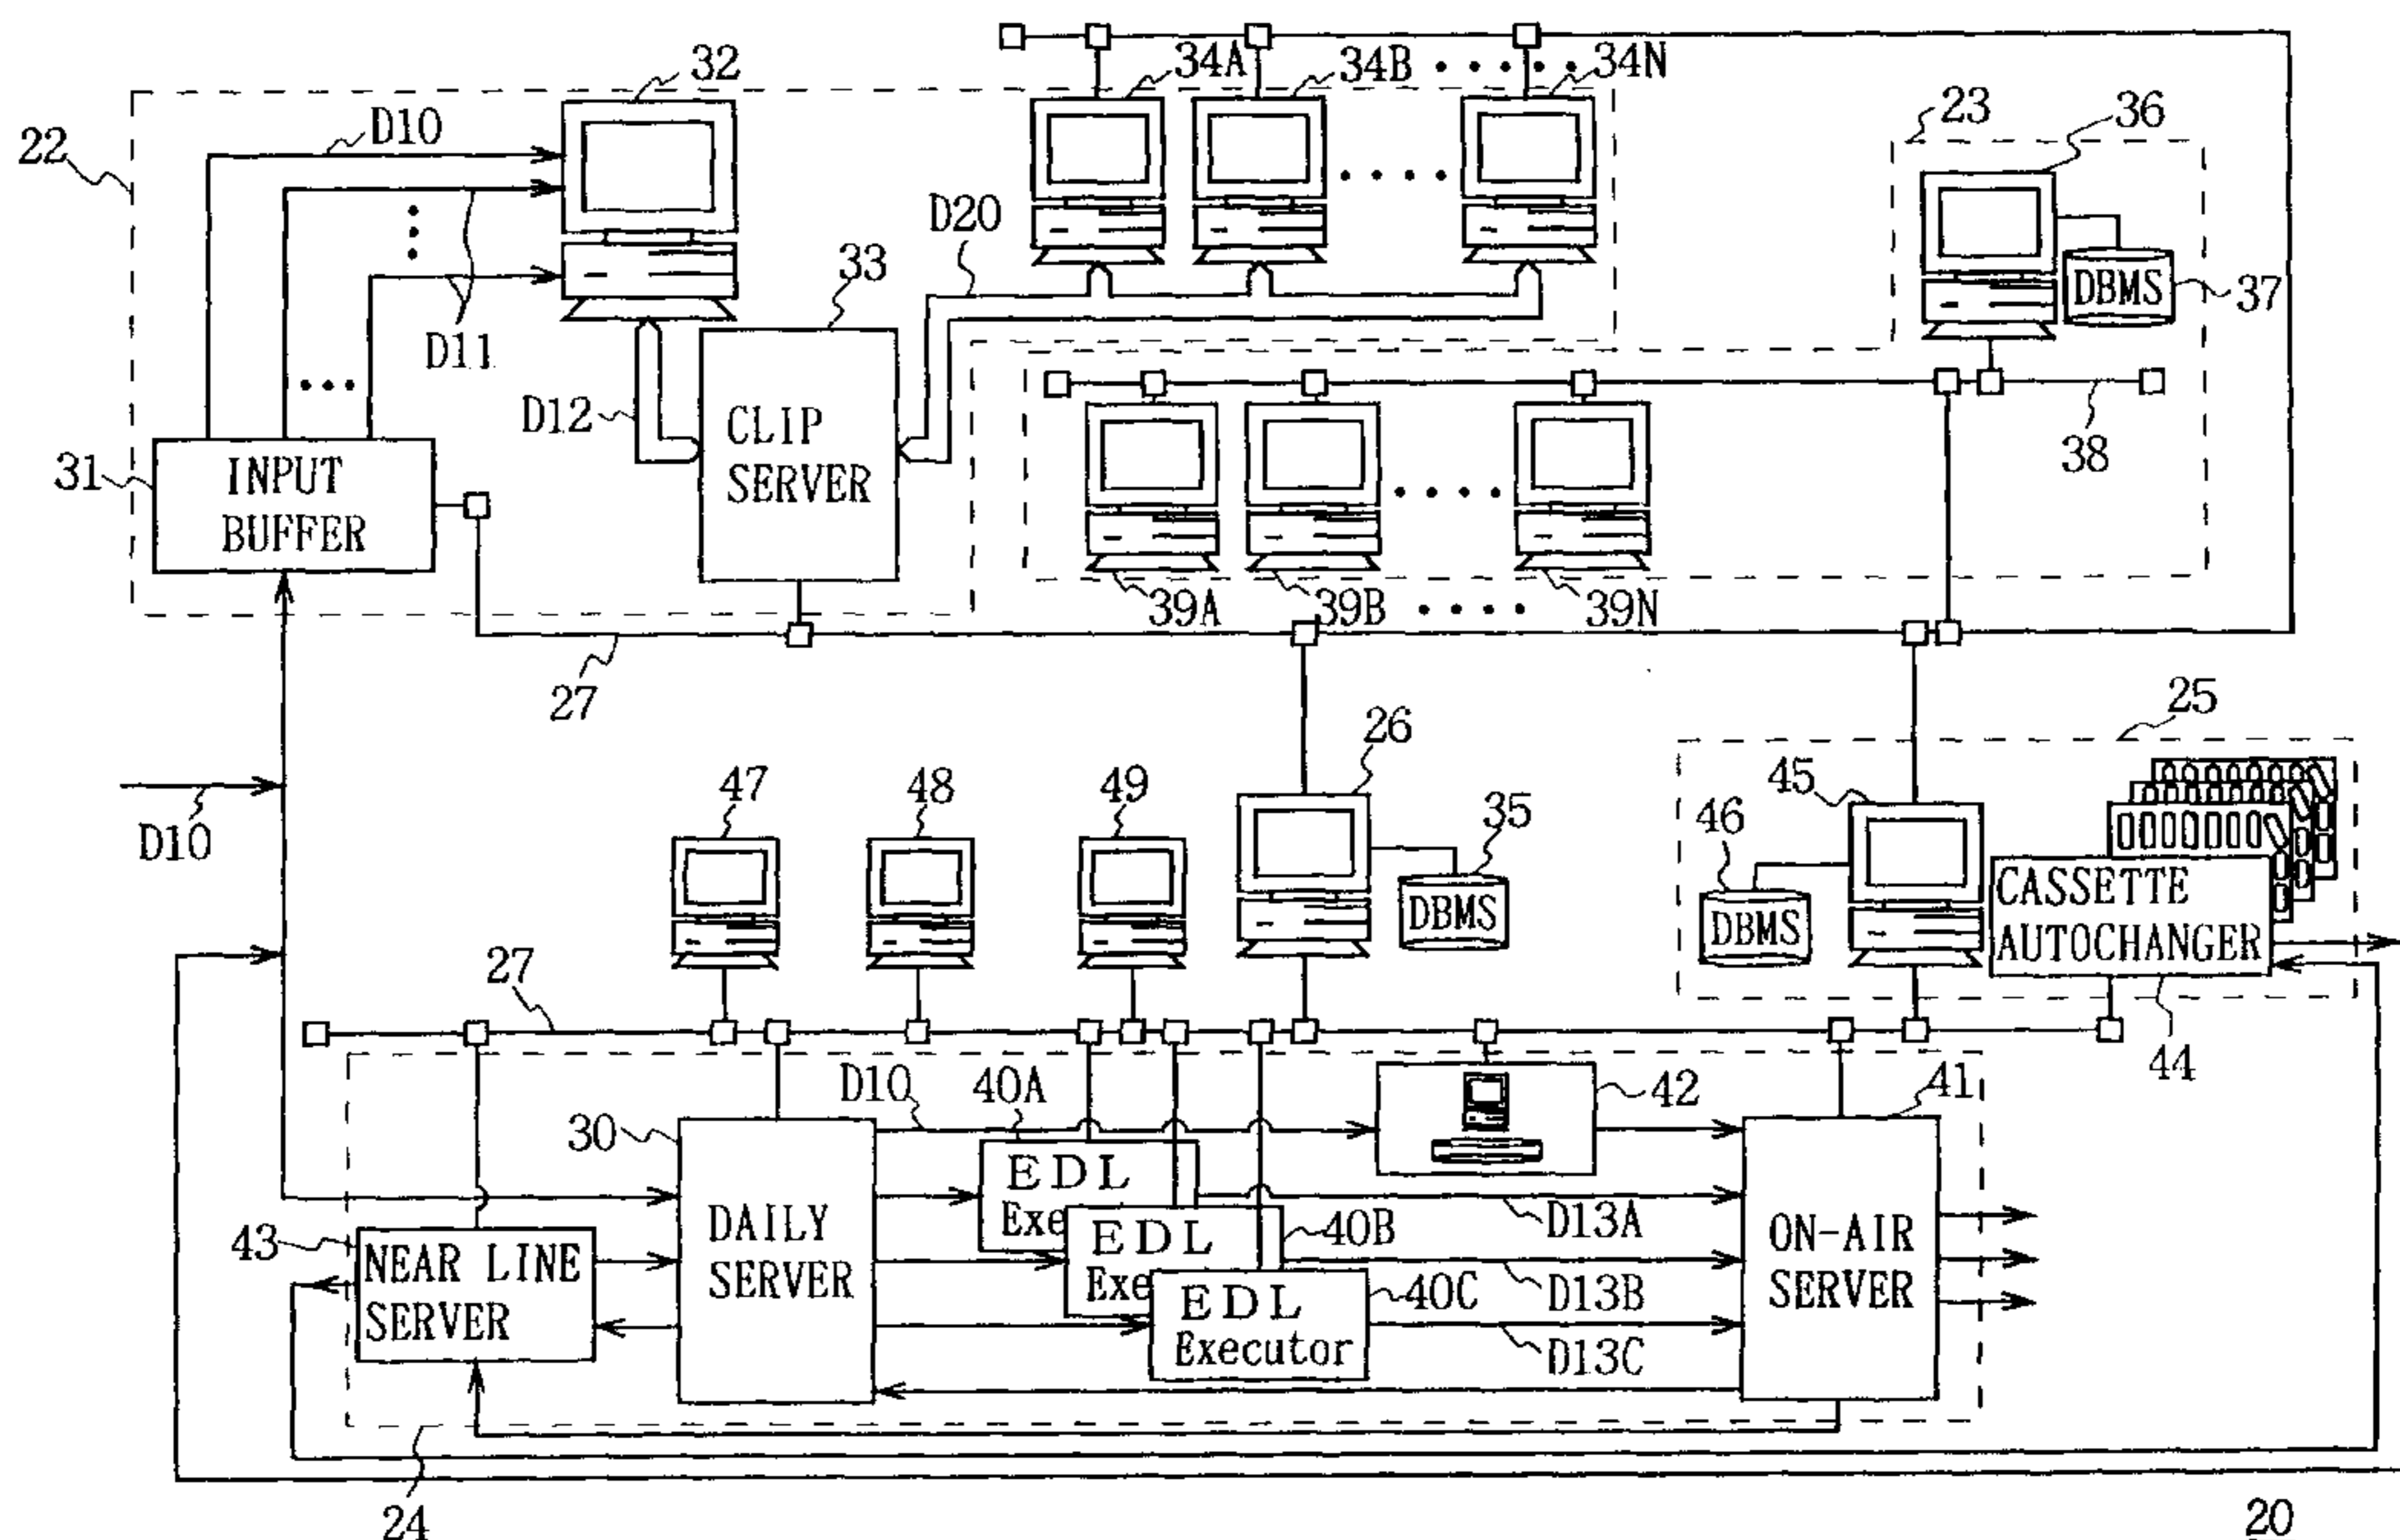 32
34A
34B
34N
23
36
22
D10
D20
33
DBMS
37
D11
D12
CLIP
SERVER
38
31
INPUT
BUFFER
39A
39B
39N
27
25
26
D10
47
48
49
35
45
46
DBMS
DBMS
CASSETTE
AUTOCHANGER
27
44
30
D10
40A
42
41
EDL
Exe
D13A
43
NEAR LINE
SERVER
DAILY
SERVER
EDL
Exe
40B
D13B
ON-AIR
SERVER
EDL
Executor
40C
D13C
24
20